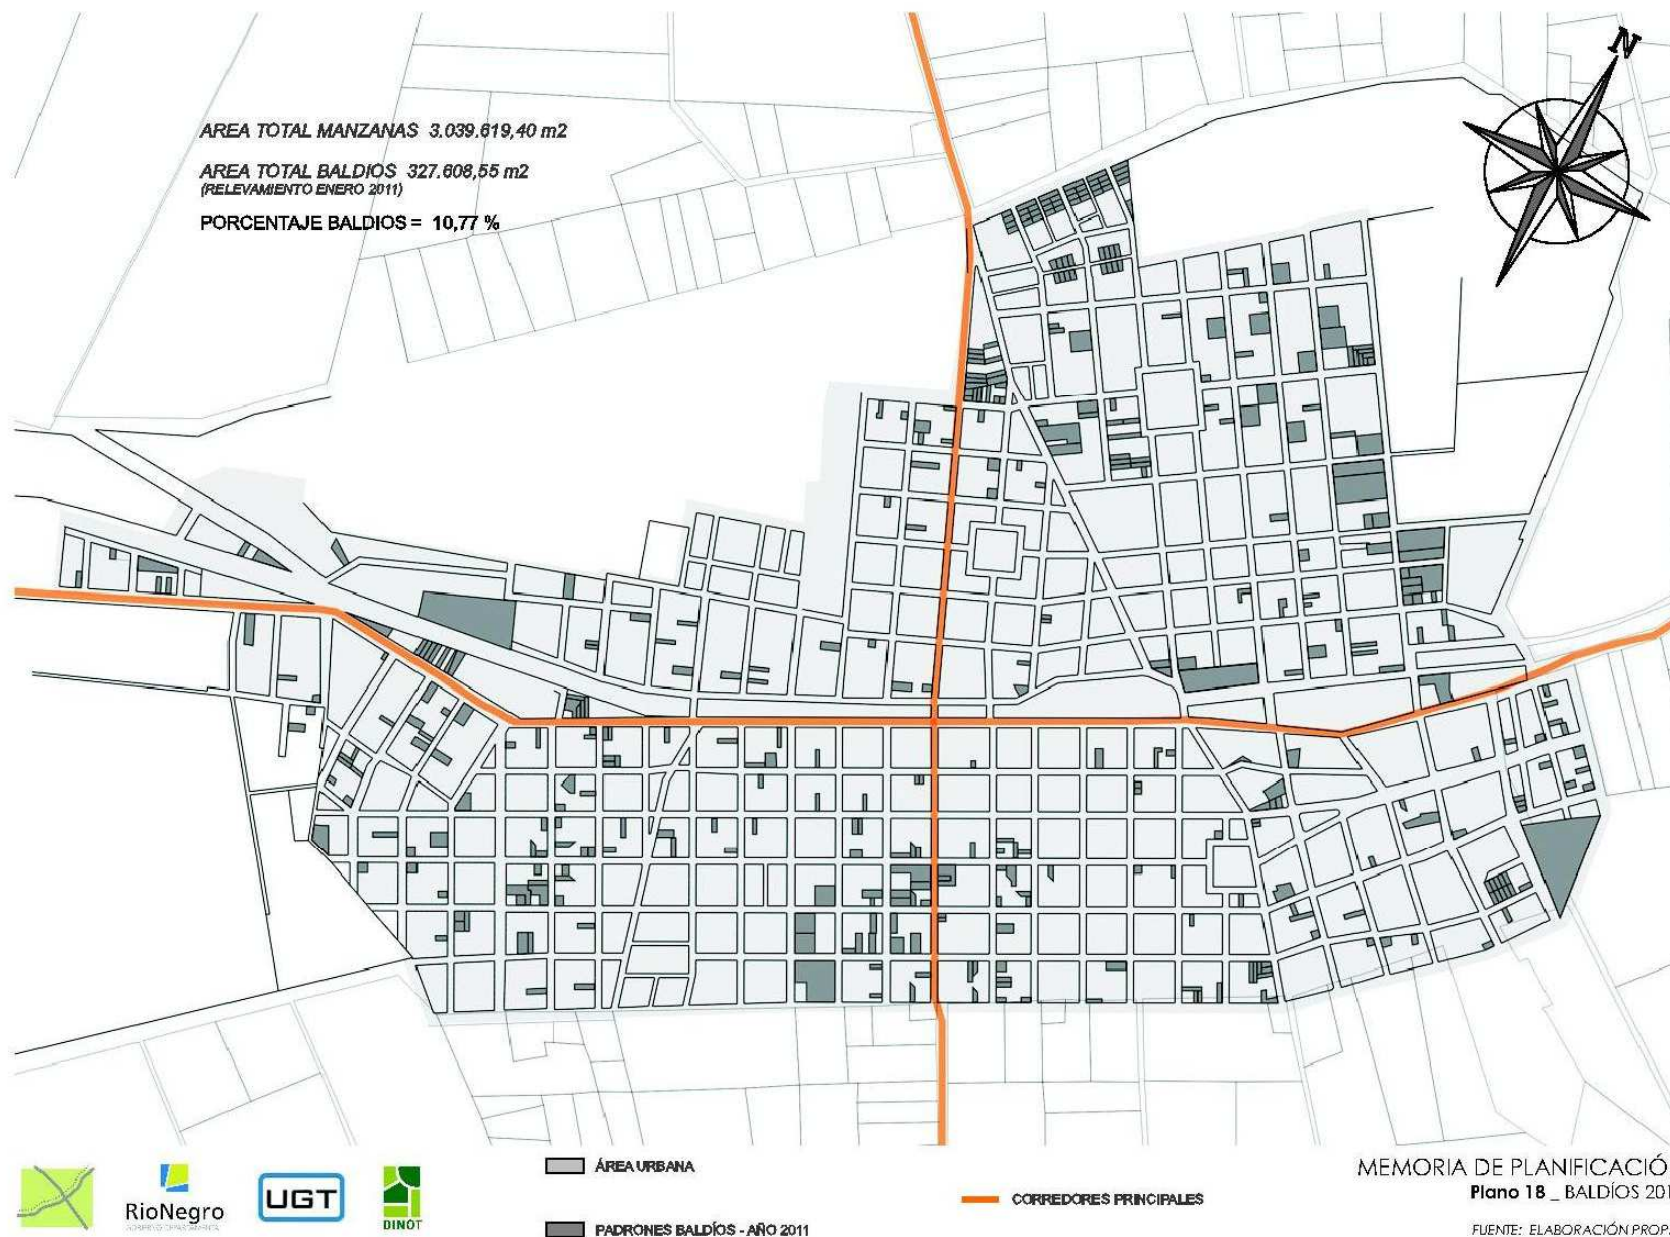 N
AREA TOTAL MANZANAS 3.039.619,40 m2
AREA TOTAL BALDIOS 327.608,55 m2
(RELEVAMIENTO ENERO 2011)
PORCENTAJE BALDIOS = 10,77 %
RioNegro
UGT
DINOT
ÁREA URBANA
PADRONES BALDÍOS - AÑO 2011
CORREDORES PRINCIPALES
MEMORIA DE PLANIFICACIÓ
Plano 18 _ BALDÍOS 201
FUENTE: ELABORACIÓN PROP